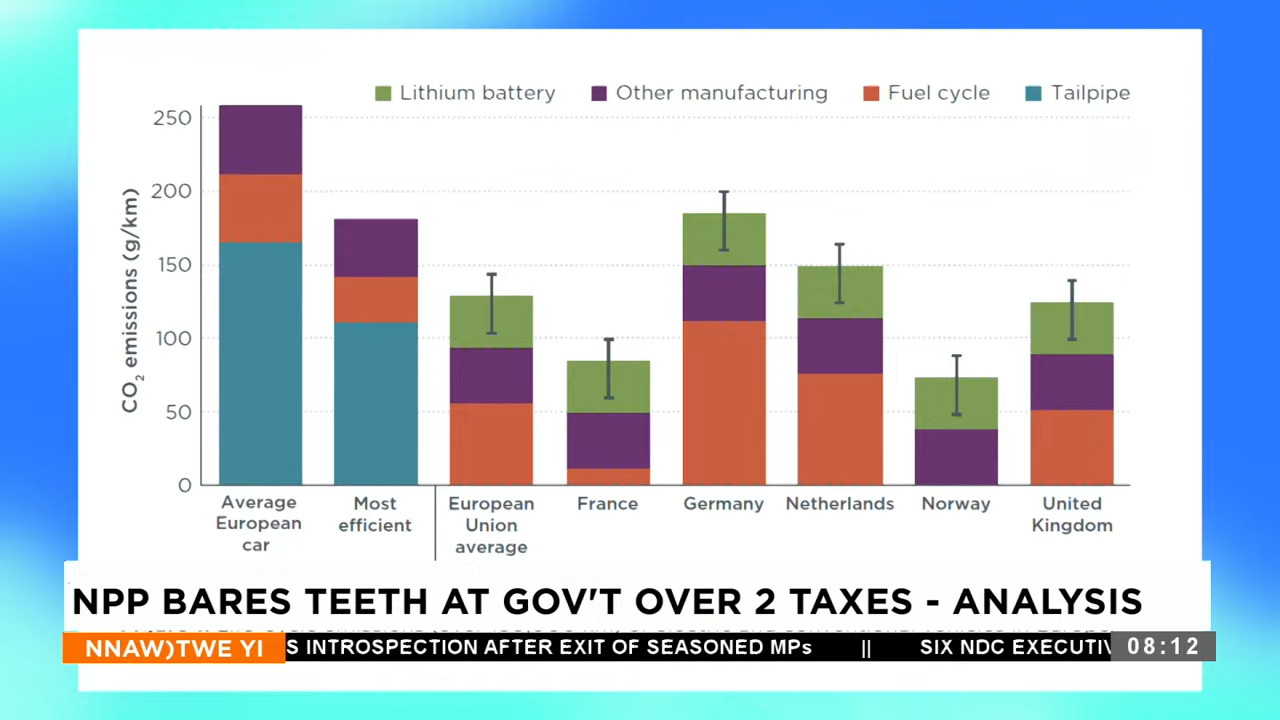 Lithium battery Other manufacturing Fuel cycle Tailpipe
250
200
150
100
50
0
CO2 emissions (g/km)
Average European car
Most efficient
European Union average
France
Germany
Netherlands
Norway
United Kingdom
NPP BARES TEETH AT GOV'T OVER 2 TAXES - ANALYSIS
NNAW)TWE YI
S INTROSPECTION AFTER EXIT OF SEASONED MPs || SIX NDC EXECUTIV
08:12